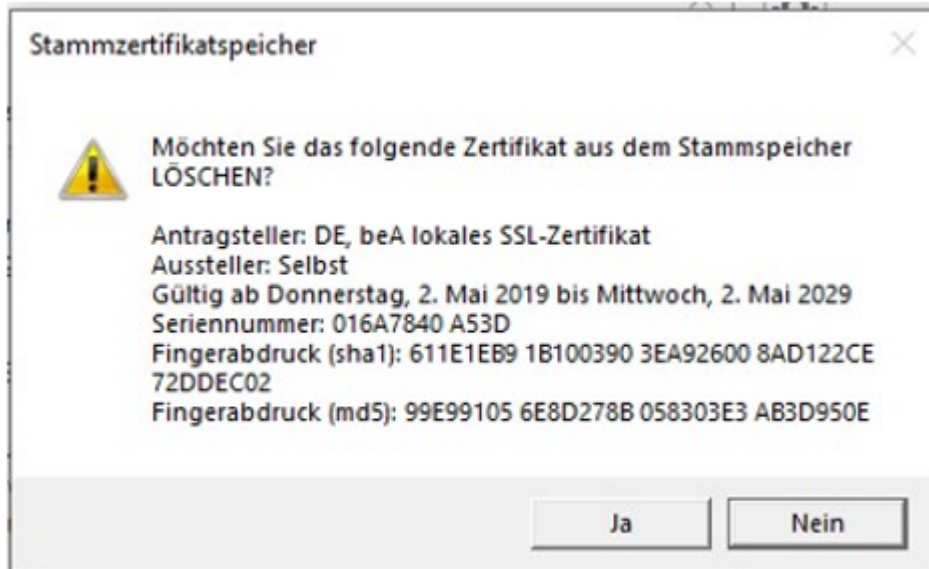 Stammzertifikatspeicher
Möchten Sie das folgende Zertifikat aus dem Stammspeicher
LÖSCHEN?
Antragsteller: DE, beA lokales SSL-Zertifikat
Aussteller: Selbst
Gültig ab Donnerstag, 2. Mai 2019 bis Mittwoch, 2. Mai 2029
Seriennummer: 016A7840 A53D
Fingerabdruck (sha1): 611E1EB9 1B100390 3EA92600 8AD122CE
72DDEC02
Fingerabdruck (md5): 99E99105 6E8D278B 058303E3 AB3D950E
Ja
Nein